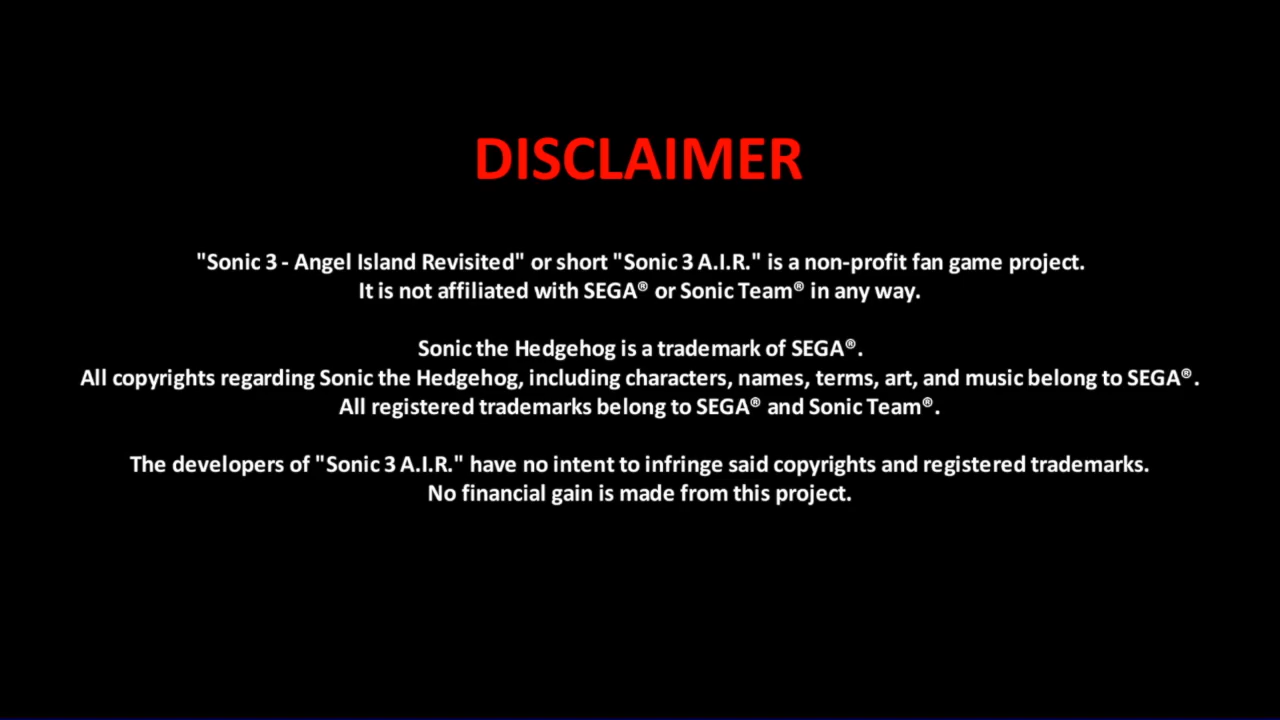 DISCLAIMER
"Sonic 3 - Angel Island Revisited" or short "Sonic 3 A.I.R." is a non-profit fan game project.
It is not affiliated with SEGA® or Sonic Team® in any way.
Sonic the Hedgehog is a trademark of SEGA®.
All copyrights regarding Sonic the Hedgehog, including characters, names, terms, art, and music belong to SEGA®.
All registered trademarks belong to SEGA® and Sonic Team®.
The developers of "Sonic 3 A.I.R." have no intent to infringe said copyrights and registered trademarks.
No financial gain is made from this project.